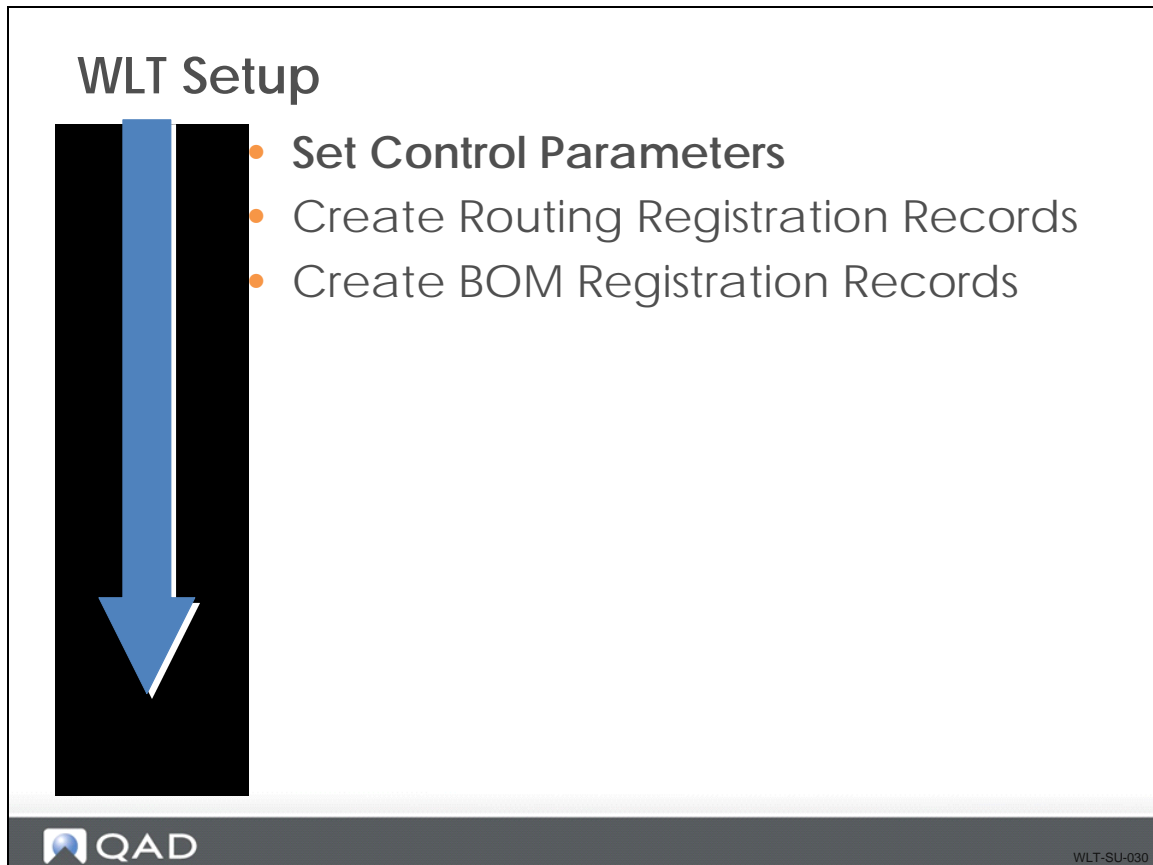 WLT Setup
• Set Control Parameters
• Create Routing Registration Records
• Create BOM Registration Records
QAD
WLT-SU-030